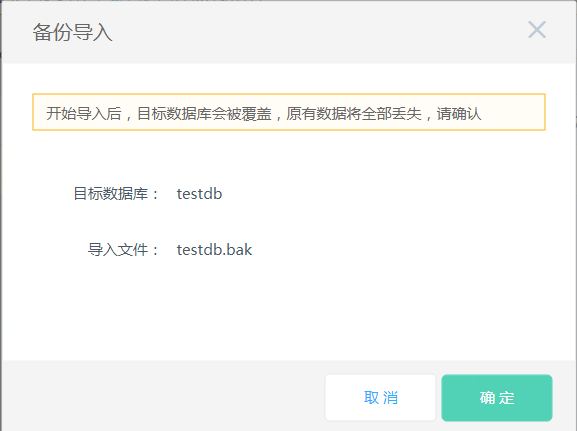 备份导入
开始导入后，目标数据库会被覆盖，原有数据将全部丢失，请确认
目标数据库： testdb
导入文件： testdb.bak
取 消 确 定